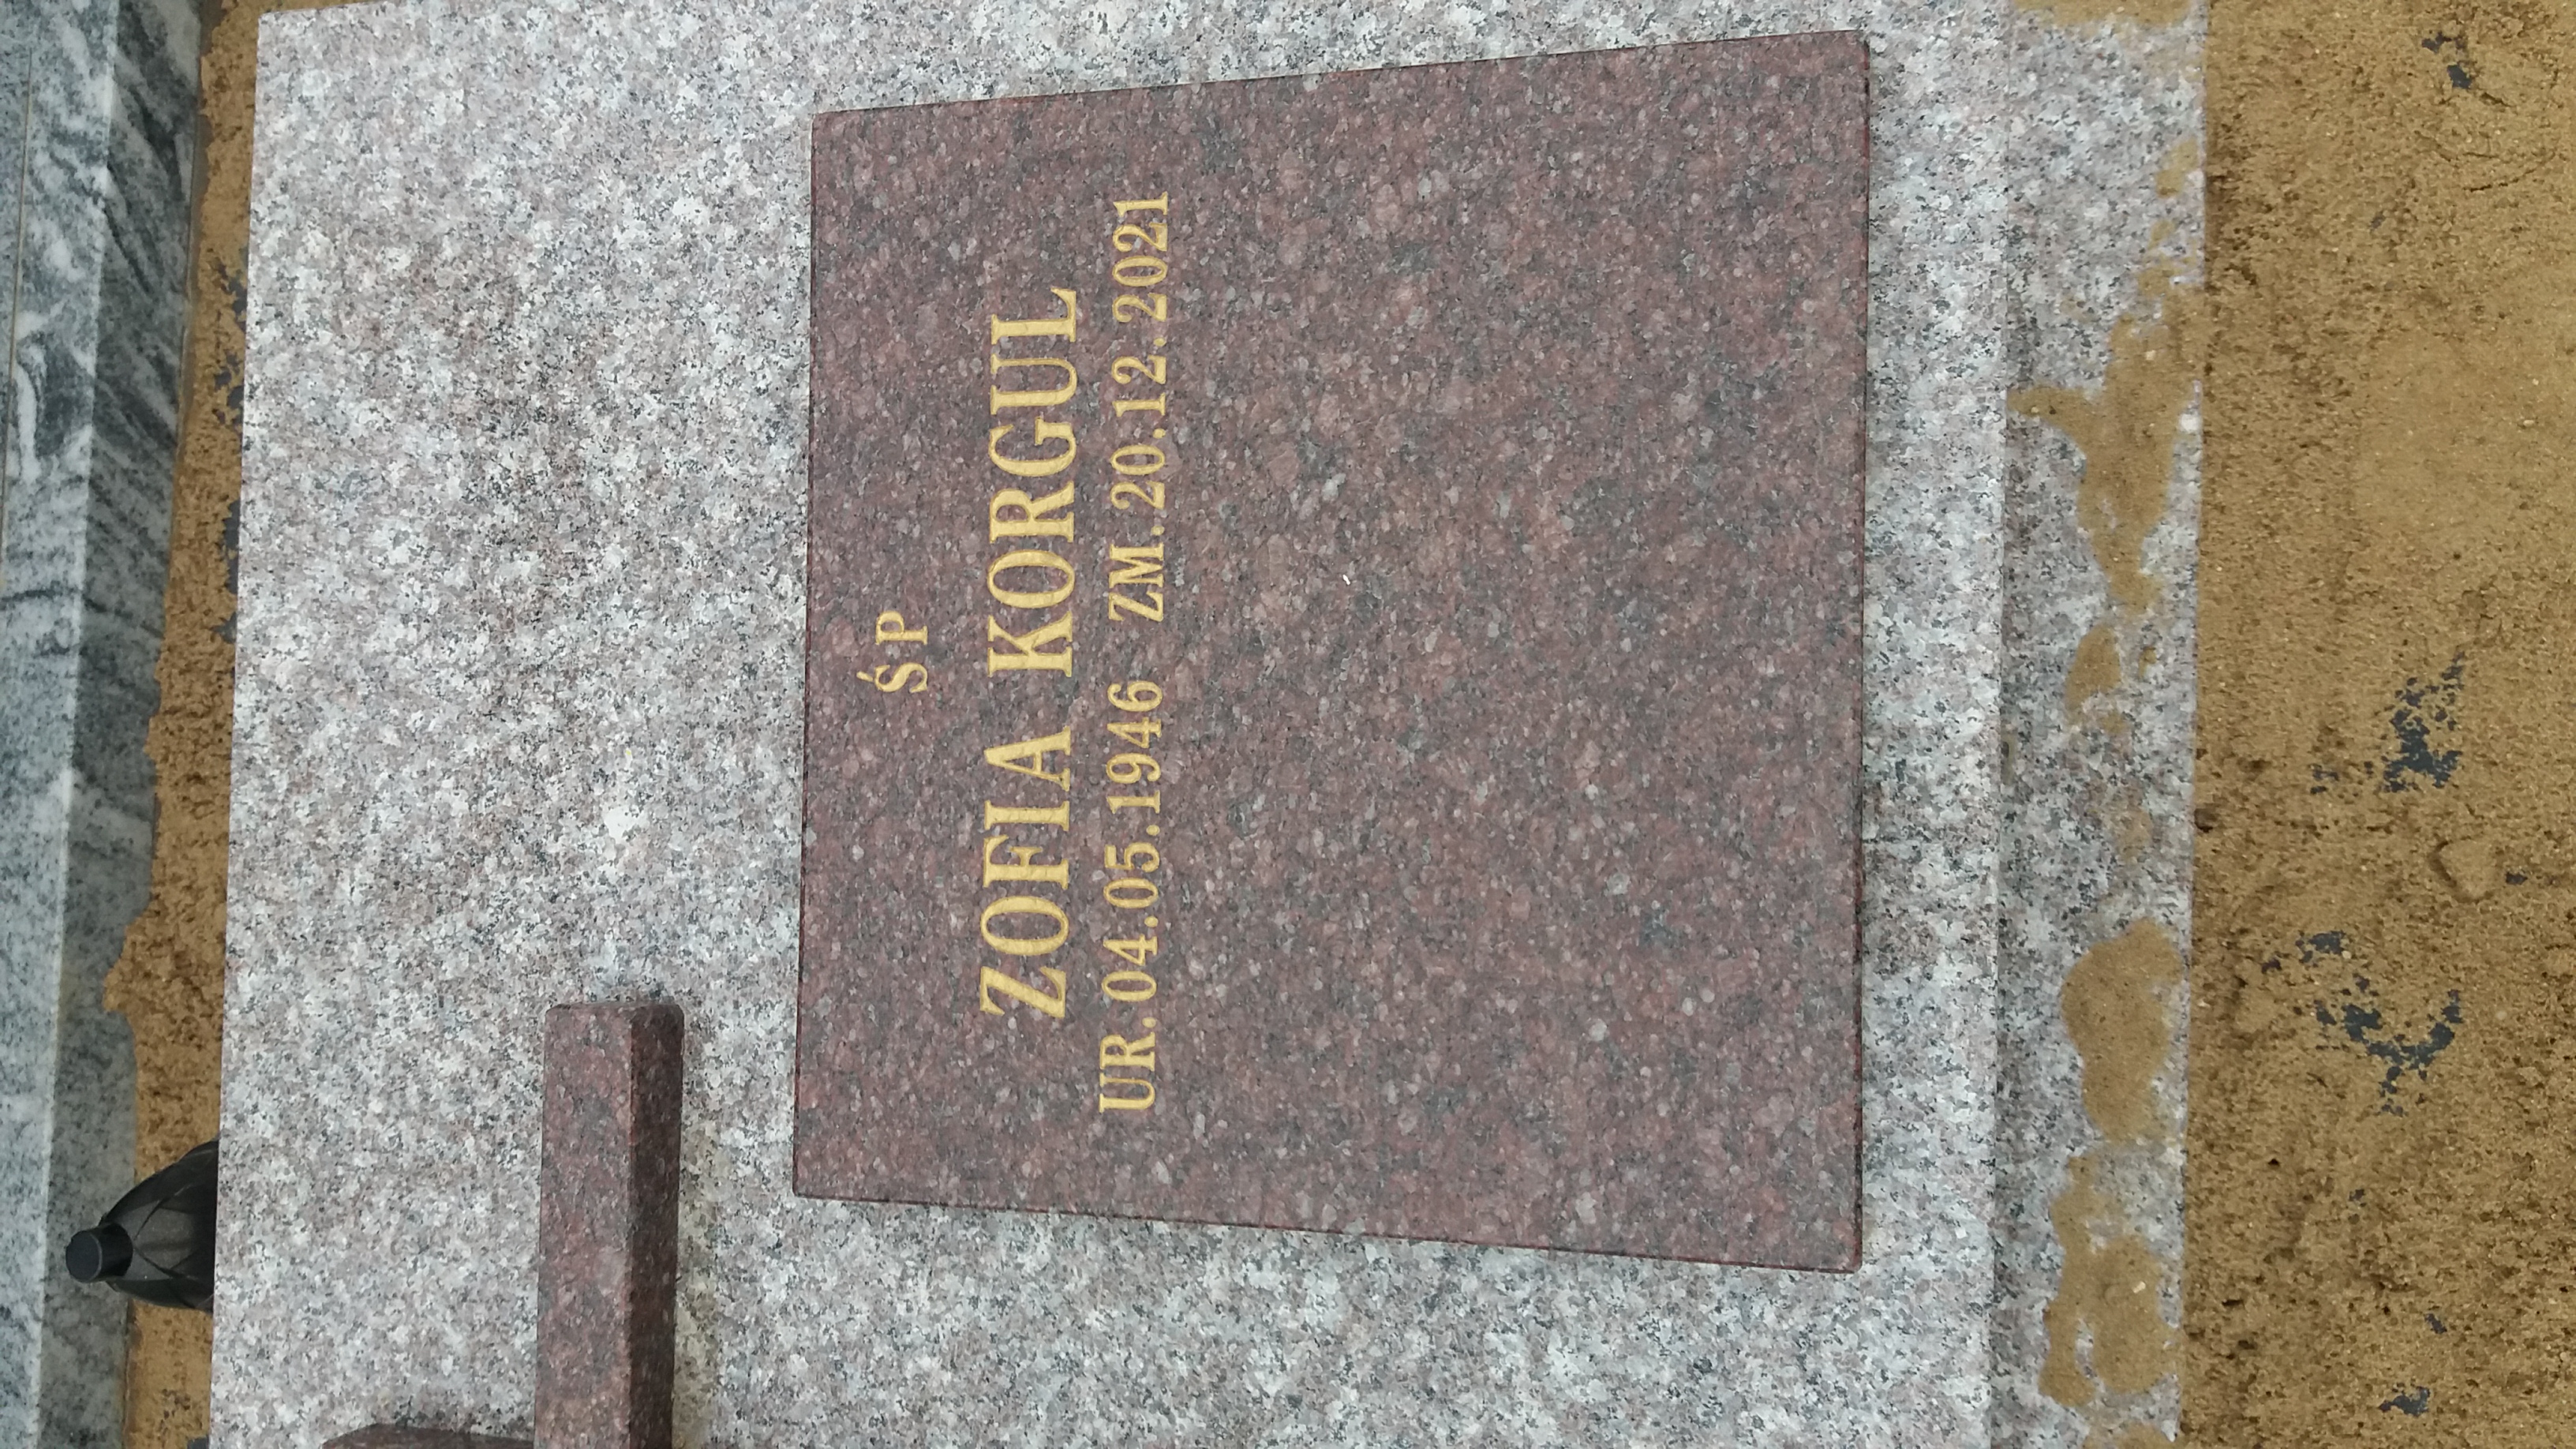 ŚP
ZOFIA KORGUL
UR. 04.05.1946 ZM. 20.12.2021